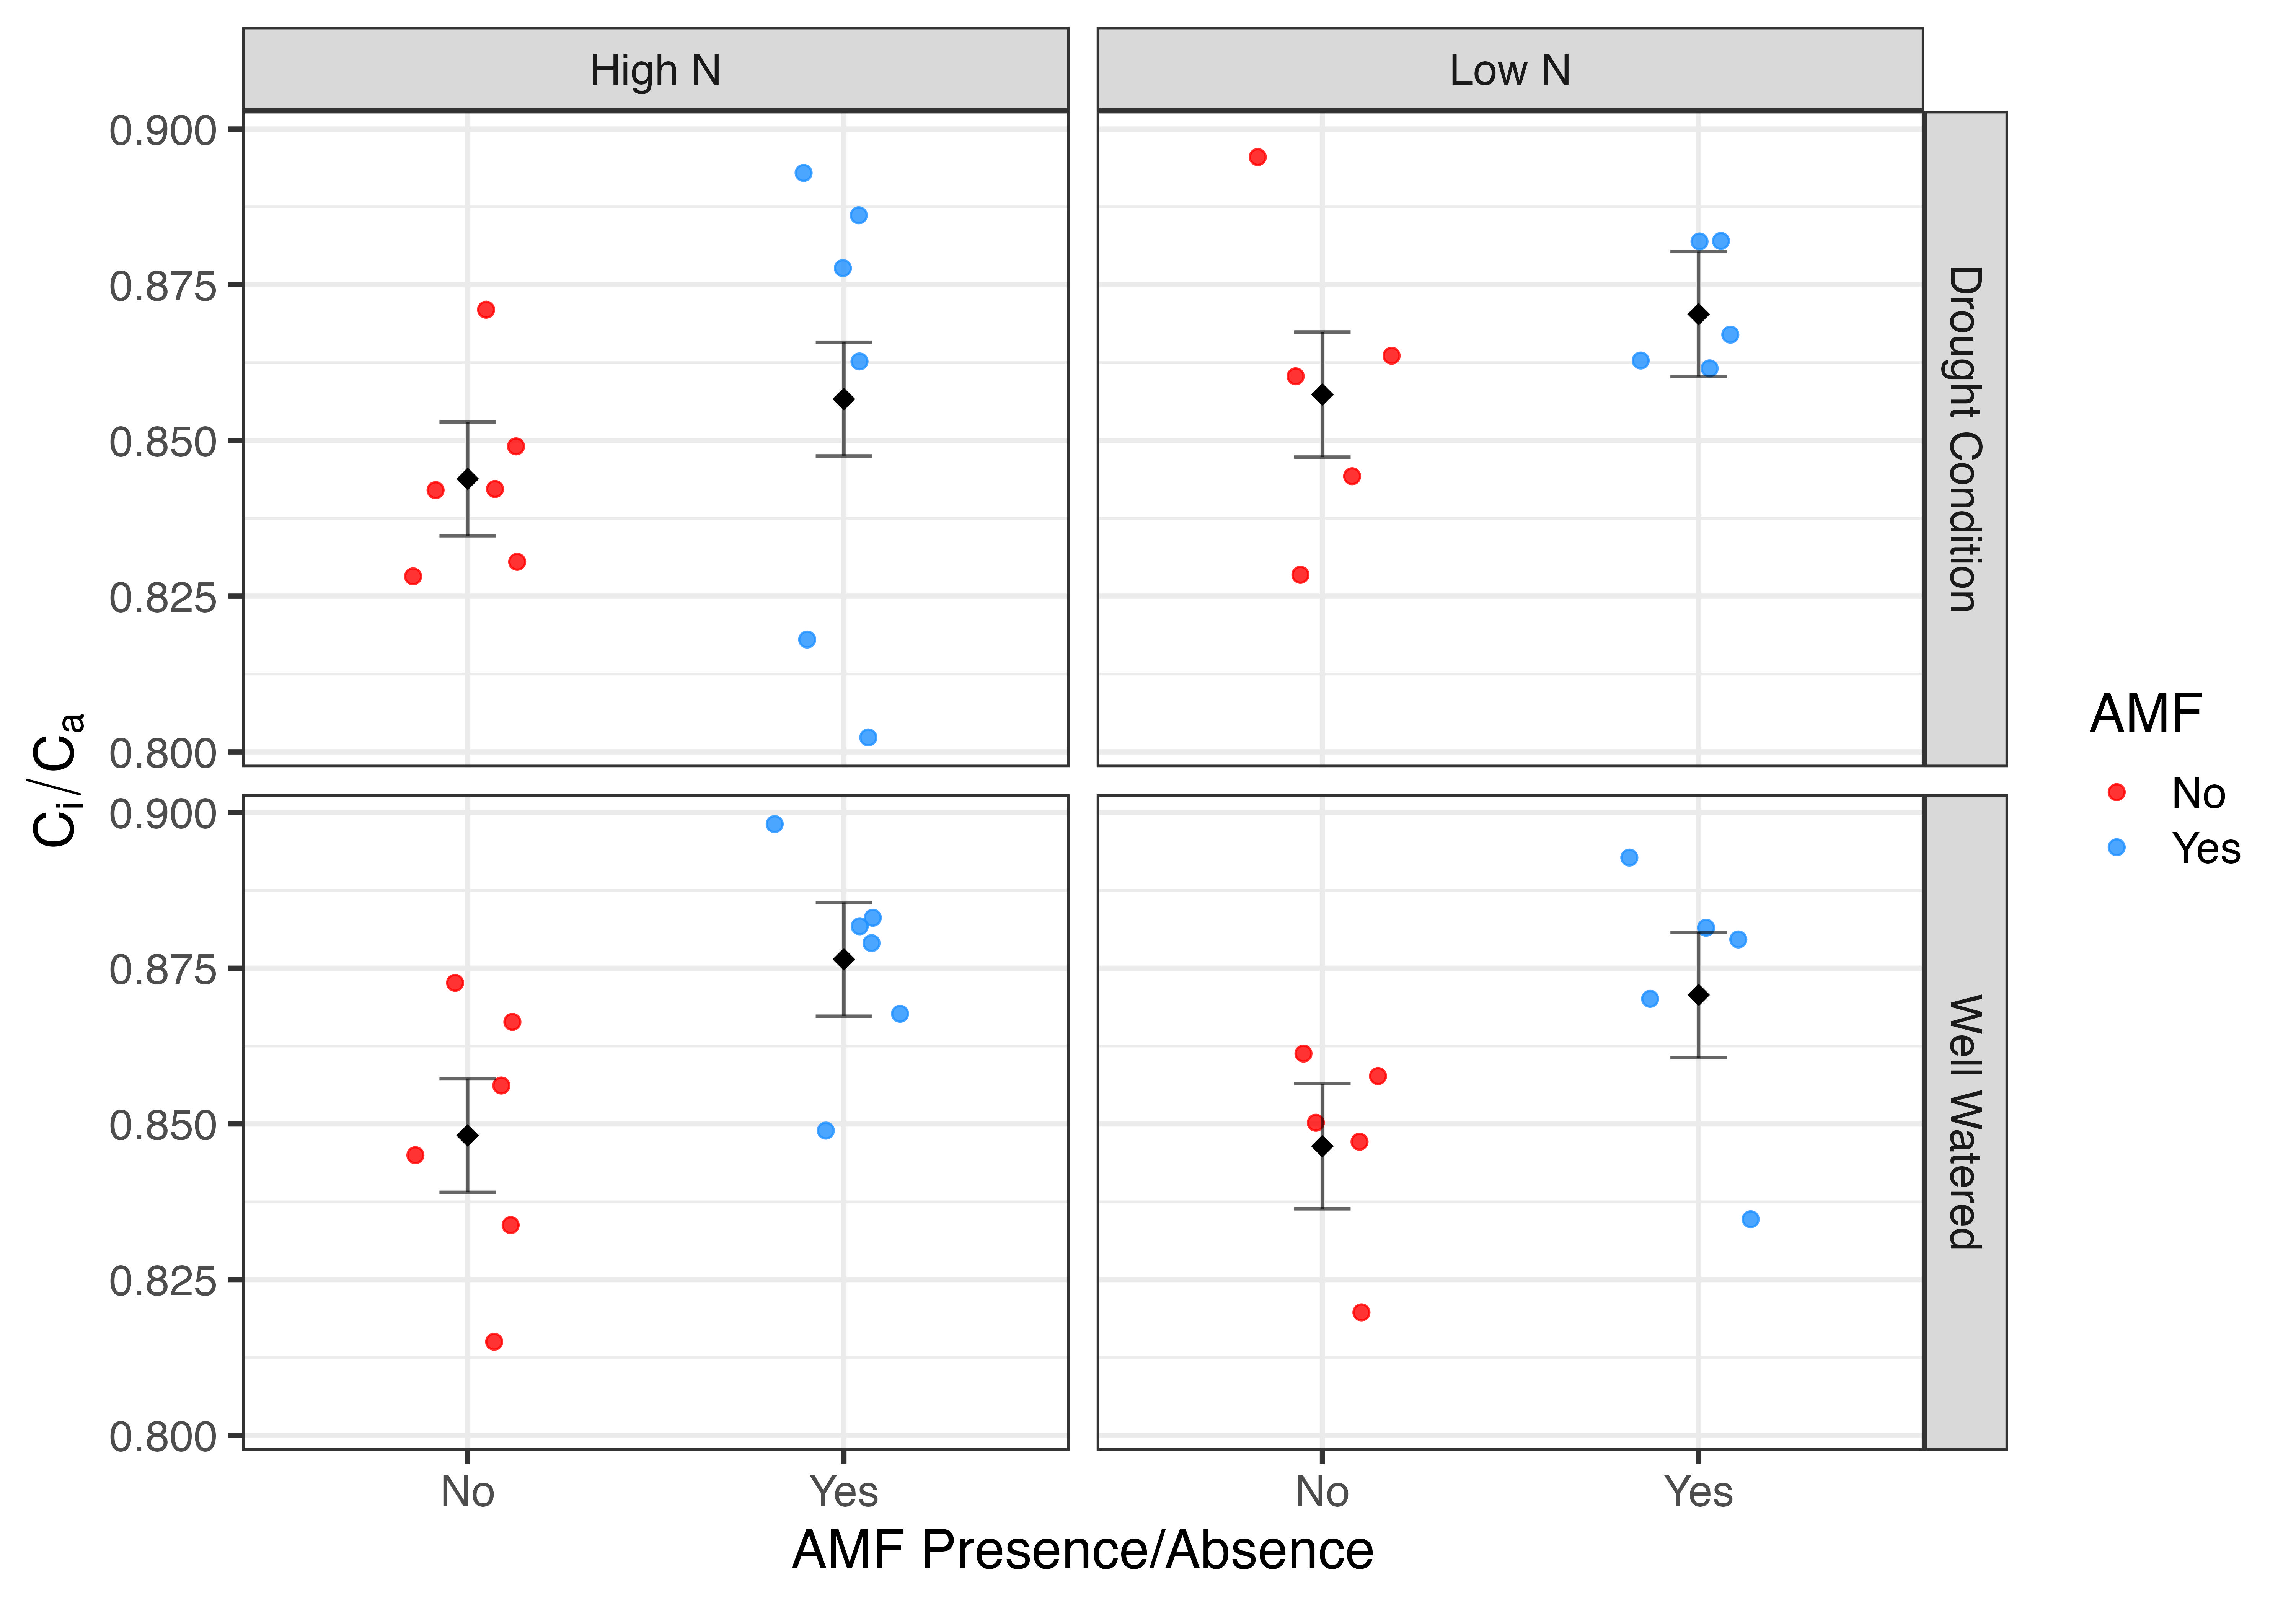 High N
Low N
0.900
0.875
0.850
0.825
0.800
Drought Condition
0.900
0.875
0.850
0.825
0.800
Well Watered
Ci/Ca
No
Yes
No
Yes
AMF Presence/Absence
AMF
No
Yes